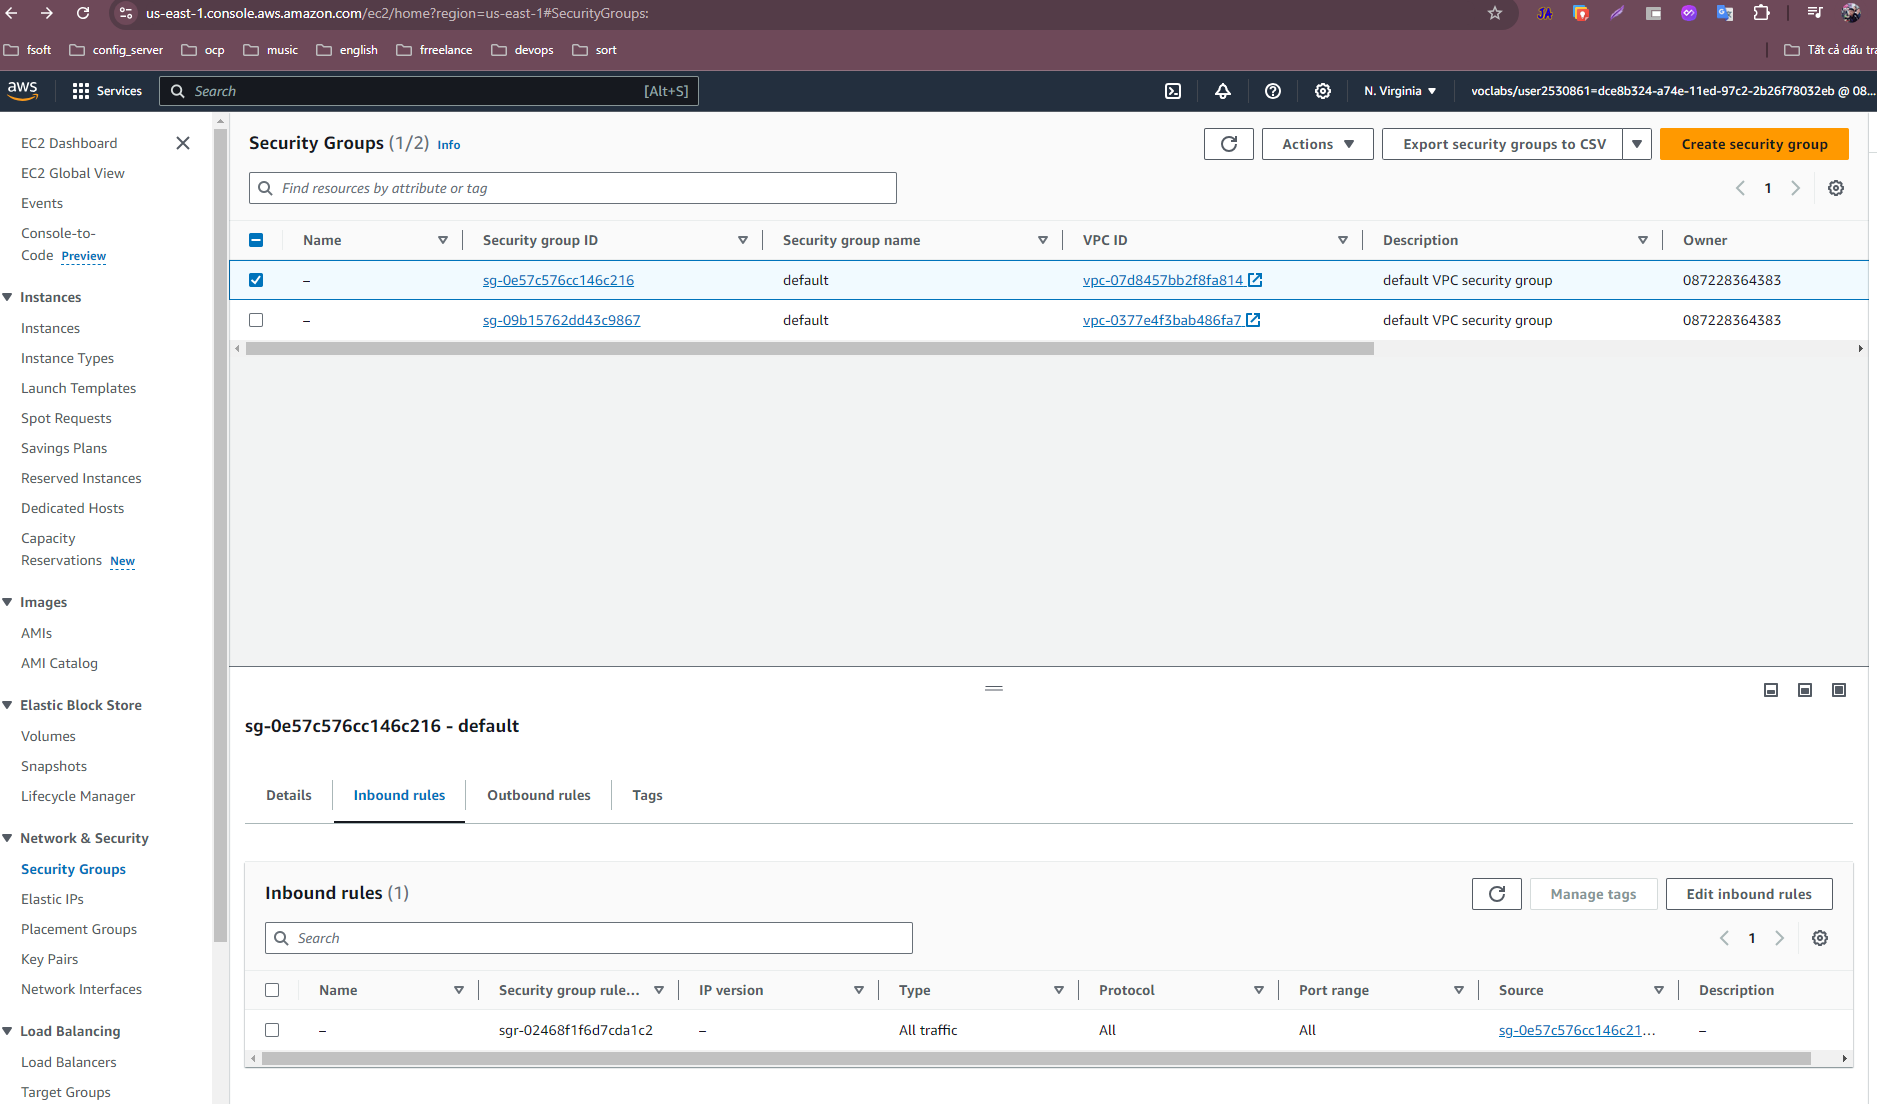 us-east-1.console.aws.amazon.com/ec2/home?region=us-east-1#SecurityGroups:
fsoft config_server ocp music english frreelance devops sort Tất cả dấu tra
aws Services Search [Alt+S] N. Virginia voclabs/user2530861=dce8b324-a74e-11ed-97c2-2b26f78032eb @ 08...
EC2 Dashboard
EC2 Global View
Events
Console-to-
Code Preview
Instances
Instances
Instance Types
Launch Templates
Spot Requests
Savings Plans
Reserved Instances
Dedicated Hosts
Capacity
Reservations New
Images
AMIs
AMI Catalog
Elastic Block Store
Volumes
Snapshots
Lifecycle Manager
Network & Security
Security Groups
Elastic IPs
Placement Groups
Key Pairs
Network Interfaces
Load Balancing
Load Balancers
Target Groups
Security Groups (1/2) Info
Actions
Export security groups to CSV
Create security group
Find resources by attribute or tag
1
Name Security group ID Security group name VPC ID Description Owner
– sg-0e57c576cc146c216 default vpc-07d8457bb2f8fa814 default VPC security group 087228364383
– sg-09b15762dd43c9867 default vpc-0377e4f3bab486fa7 default VPC security group 087228364383
sg-0e57c576cc146c216 - default
Details Inbound rules Outbound rules Tags
Inbound rules (1)
Manage tags
Edit inbound rules
Search
1
Name Security group rule... IP version Type Protocol Port range Source Description
– sgr-02468f1f6d7cda1c2 – All traffic All All sg-0e57c576cc146c21... –